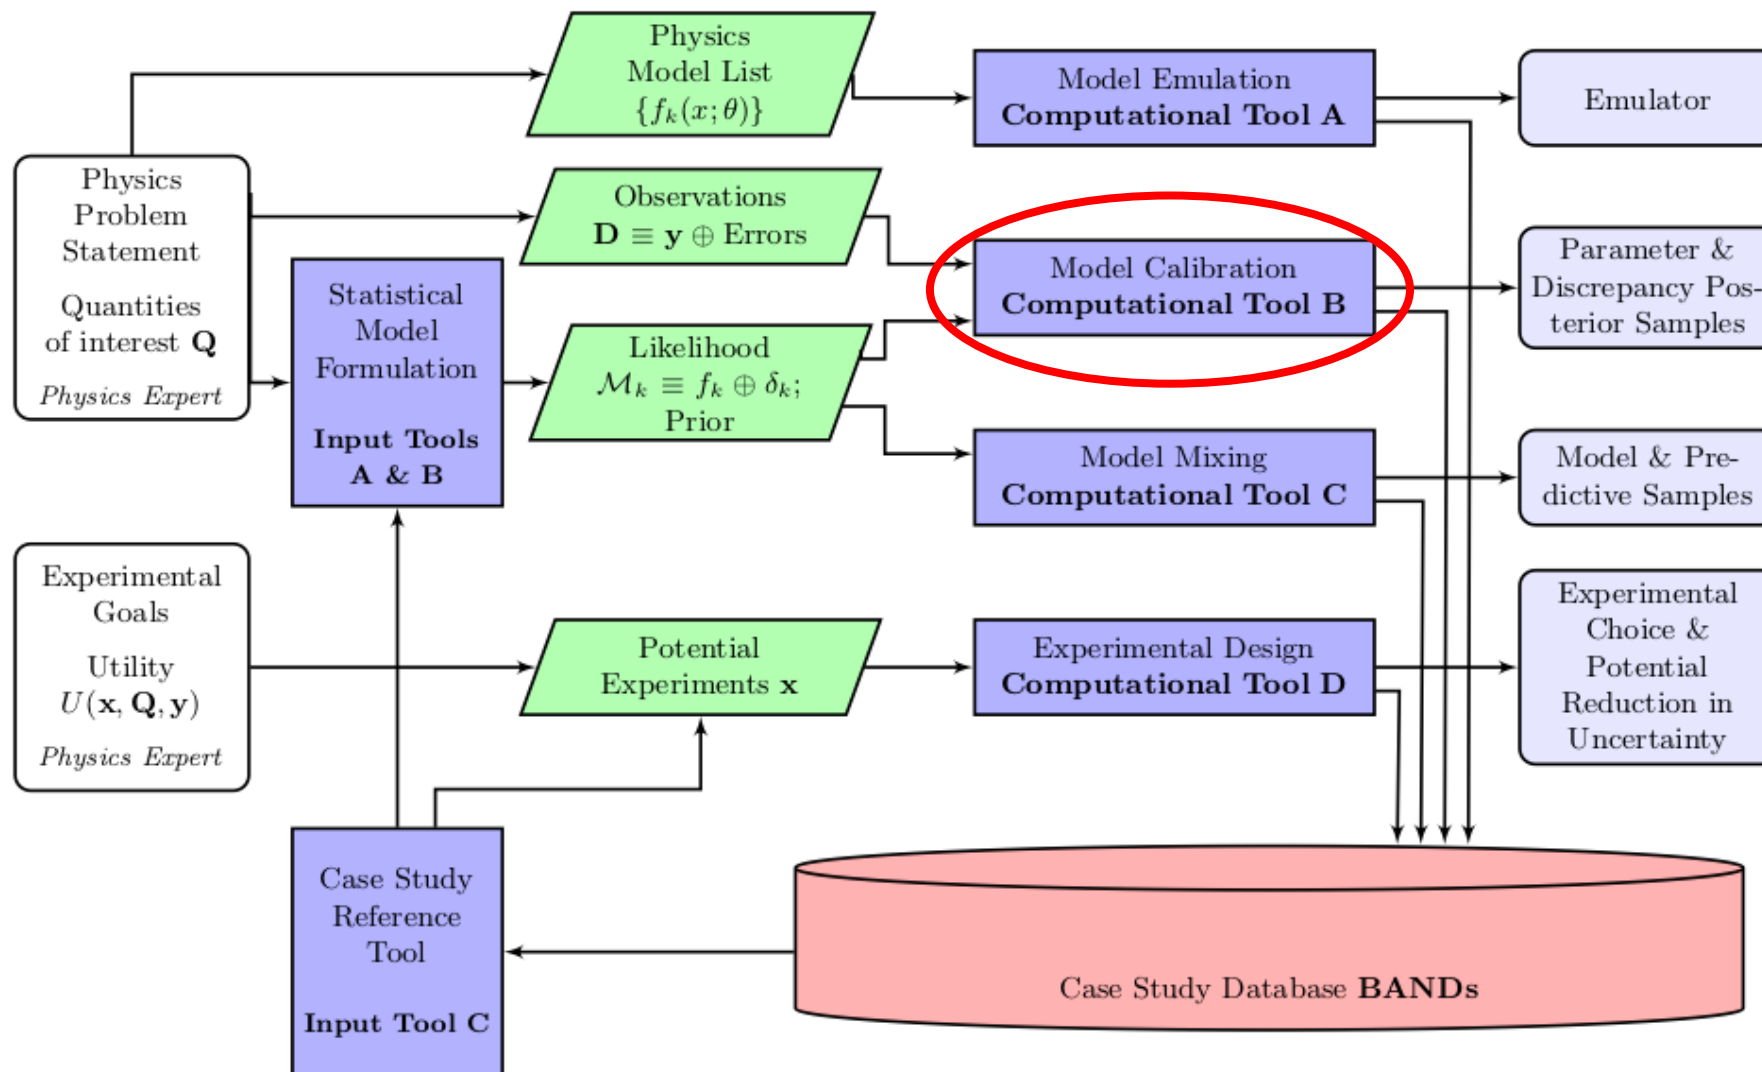 Physics
Model List
{f_k(x; θ)}
Model Emulation
Computational Tool A
Emulator
Physics
Problem
Statement
Quantities
of interest Q
Physics Expert
Observations
D ≡ y ⊕ Errors
Statistical
Model
Formulation
Input Tools
A & B
Likelihood
ℳ_k ≡ f_k ⊕ δ_k;
Prior
Model Calibration
Computational Tool B
Parameter &
Discrepancy Pos-
terior Samples
Model Mixing
Computational Tool C
Model & Pre-
dictive Samples
Experimental
Goals
Utility
U(x, Q, y)
Physics Expert
Potential
Experiments x
Experimental Design
Computational Tool D
Experimental
Choice &
Potential
Reduction in
Uncertainty
Case Study
Reference
Tool
Input Tool C
Case Study Database BANDs